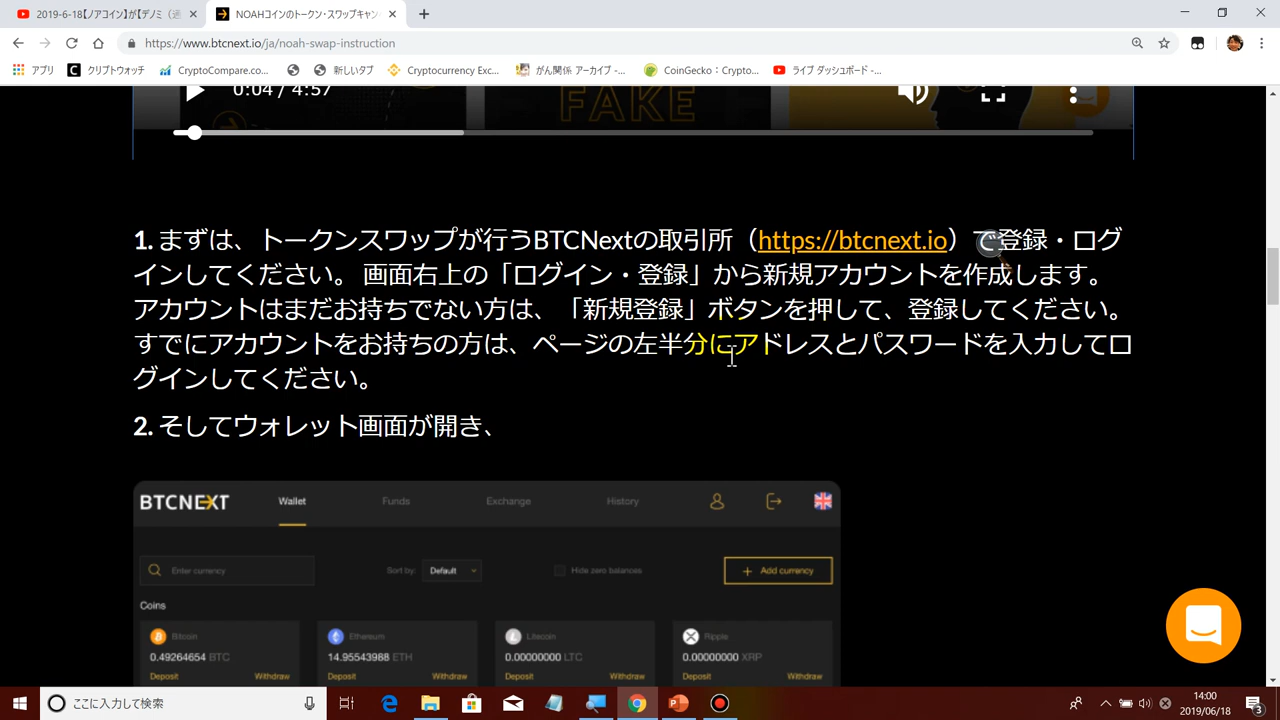 2019-6-18【ノアコイン】が【デノミ（通
NOAHコインのトークン・スワップキャン
https://www.btcnext.io/ja/noah-swap-instruction
アプリ
クリプトウォッチ
CryptoCompare.co...
新しいタブ
Cryptocurrency Exc...
がん関係 アーカイブ - ...
CoinGecko：Crypto...
ライブ ダッシュボード - ...
0:04 / 4:57
FAKE
1. まずは、トークンスワップが行うBTCNextの取引所（https://btcnext.io）で登録・ログ
インしてください。 画面右上の「ログイン・登録」から新規アカウントを作成します。
アカウントはまだお持ちでない方は、「新規登録」ボタンを押して、登録してください。
すでにアカウントをお持ちの方は、ページの左半分にアドレスとパスワードを入力してロ
グインしてください。
2. そしてウォレット画面が開き、
BTCNEXT
Wallet
Funds
Exchange
History
Enter currency
Sort by:
Default
Hide zero balances
+ Add currency
Coins
Bitcoin
Ethereum
Litecoin
Ripple
0.49264654 BTC
14.95543988 ETH
0.00000000 LTC
0.00000000 XRP
Deposit
Withdraw
Deposit
Withdraw
Deposit
Withdraw
Deposit
Withdraw
ここに入力して検索
14:00
2019/06/18
3